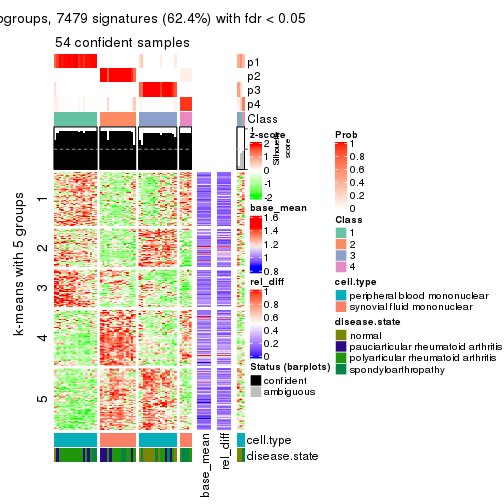 ogroups, 7479 signatures (62.4%) with fdr < 0.05
54 confident samples
p1
p2
p3
p4
Class
1
Silhouette
score
k-means with 5 groups
1
2
3
4
5
z-score
2
1
0
-1
-2
base_mean
1.6
1.4
1.2
1
0.8
rel_diff
1
0.8
0.6
0.4
0.2
0
Status (barplots)
confident
ambiguous
Prob
1
0.8
0.6
0.4
0.2
0
Class
1
2
3
4
cell.type
peripheral blood mononuclear
synovial fluid mononuclear
disease.state
normal
pauciarticular rheumatoid arthritis
polyarticular rheumatoid arthritis
spondyloarthropathy
cell.type
disease.state
base_mean
rel_diff